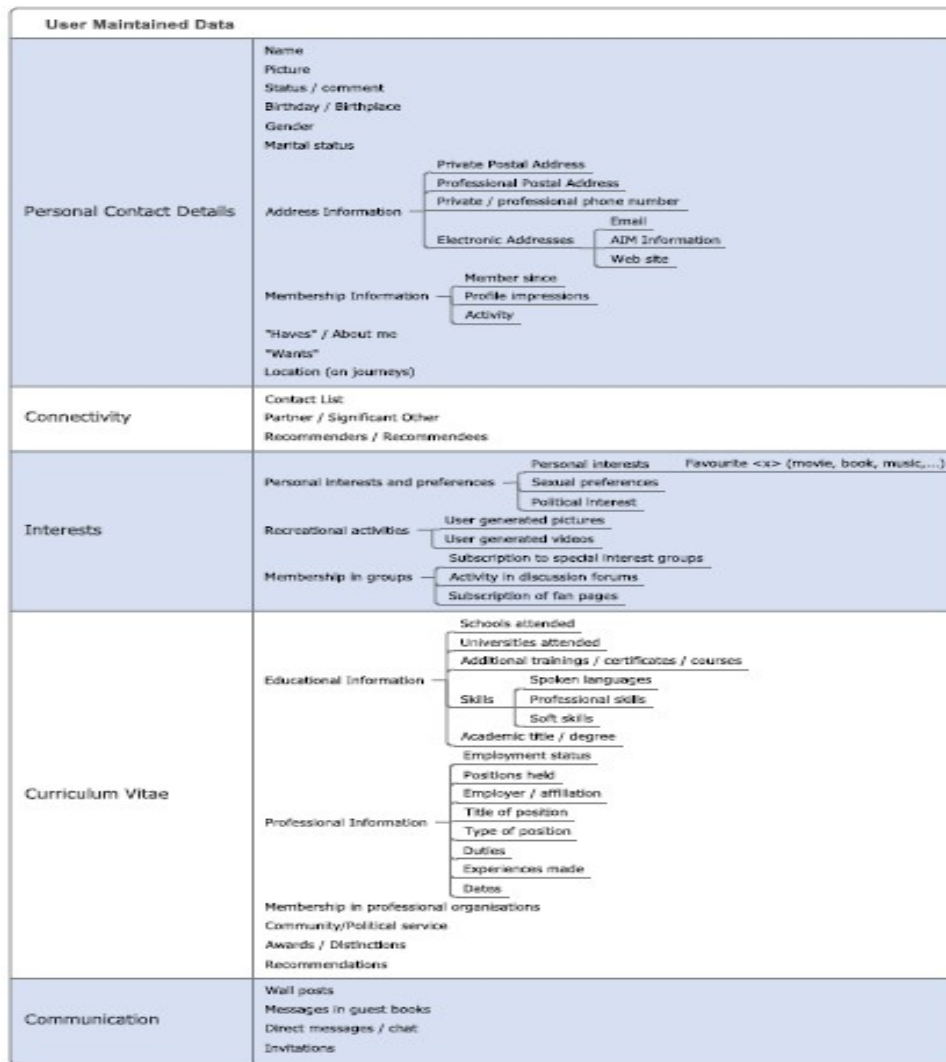 User Maintained Data
Personal Contact Details
Name
Picture
Status / comment
Birthday / Birthplace
Gender
Marital status
Address Information
Private Postal Address
Professional Postal Address
Private / professional phone number
Electronic Addresses
Email
AIM Information
Web site
Membership Information
Member since
Profile impressions
Activity
"Haves" / About me
"Wants"
Location (on journeys)
Connectivity
Contact List
Partner / Significant Other
Recommenders / Recommendees
Interests
Personal interests and preferences
Personal interests Favourite <x> (movie, book, music,...)
Sexual preferences
Political interest
Recreational activities
User generated pictures
User generated videos
Membership in groups
Subscription to special interest groups
Activity in discussion forums
Subscription of fan pages
Curriculum Vitae
Educational Information
Schools attended
Universities attended
Additional trainings / certificates / courses
Skills
Spoken languages
Professional skills
Soft skills
Academic title / degree
Professional Information
Employment status
Positions held
Employer / affiliation
Title of position
Type of position
Duties
Experiences made
Dates
Membership in professional organisations
Community/Political service
Awards / Distinctions
Recommendations
Communication
Wall posts
Messages in guest books
Direct messages / chat
Invitations